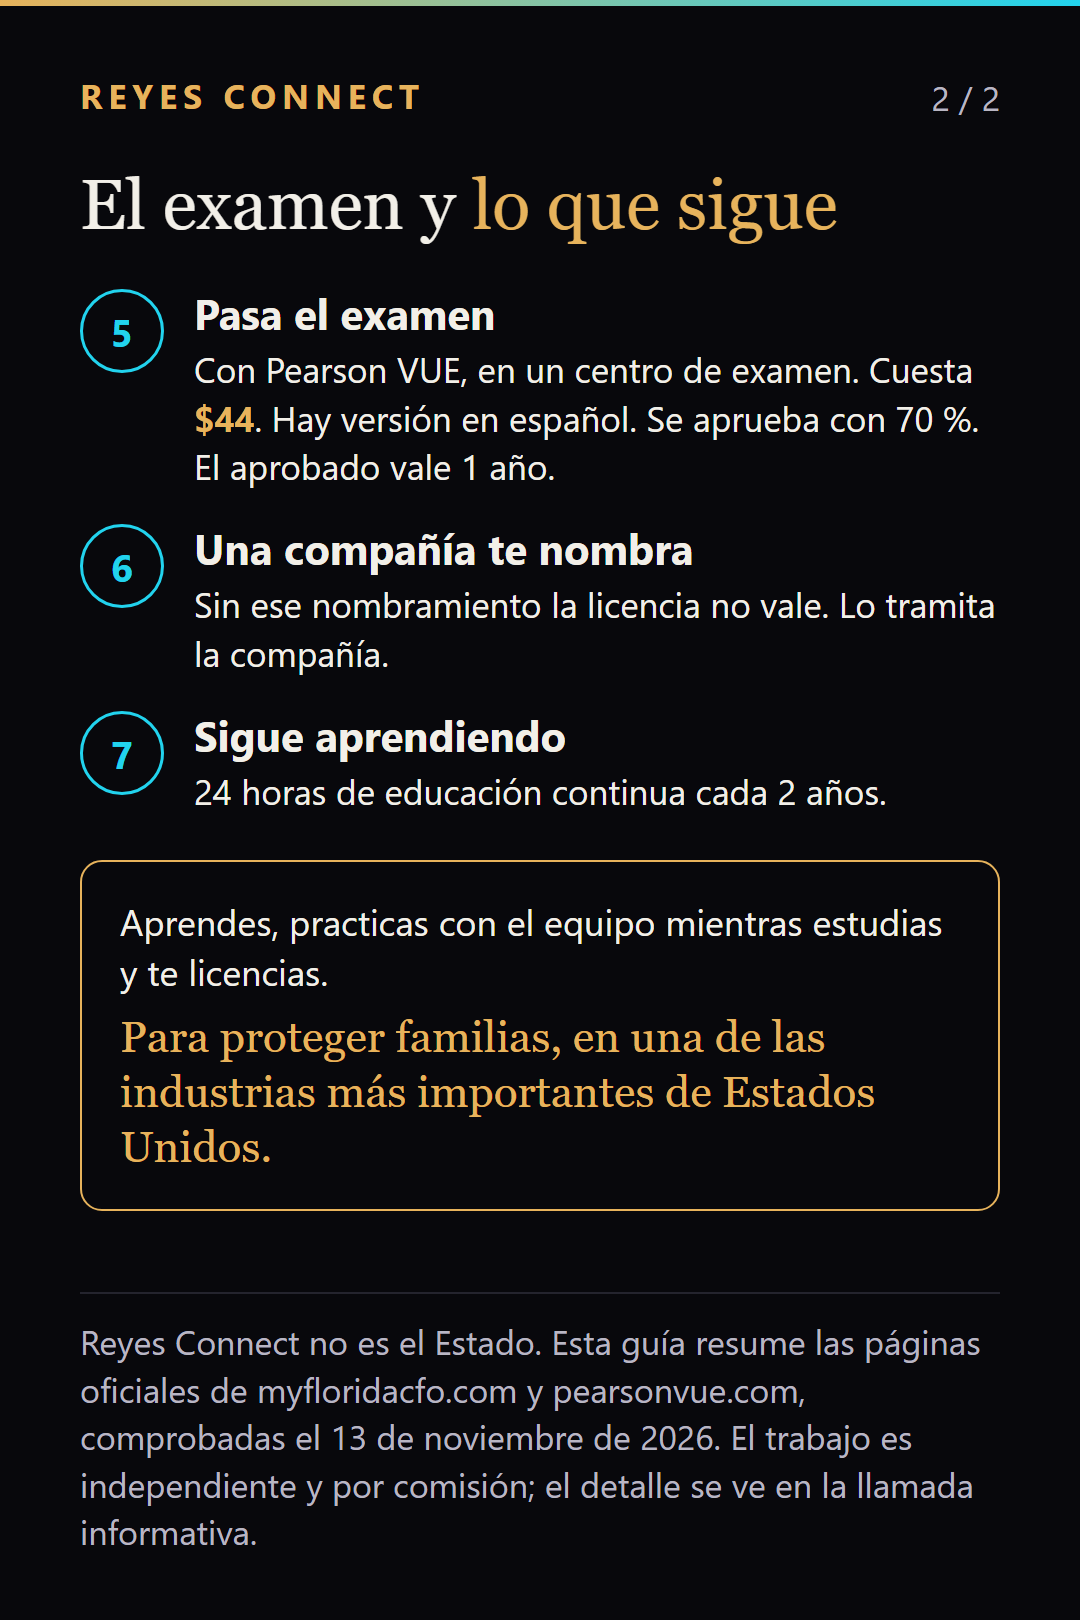 REYES CONNECT
2 / 2
El examen y lo que sigue
5
Pasa el examen
Con Pearson VUE, en un centro de examen. Cuesta
$44. Hay versión en español. Se aprueba con 70 %.
El aprobado vale 1 año.
6
Una compañía te nombra
Sin ese nombramiento la licencia no vale. Lo tramita
la compañía.
7
Sigue aprendiendo
24 horas de educación continua cada 2 años.
Aprendes, practicas con el equipo mientras estudias
y te licencias.
Para proteger familias, en una de las
industrias más importantes de Estados
Unidos.
Reyes Connect no es el Estado. Esta guía resume las páginas
oficiales de myfloridacfo.com y pearsonvue.com,
comprobadas el 13 de noviembre de 2026. El trabajo es
independiente y por comisión; el detalle se ve en la llamada
informativa.